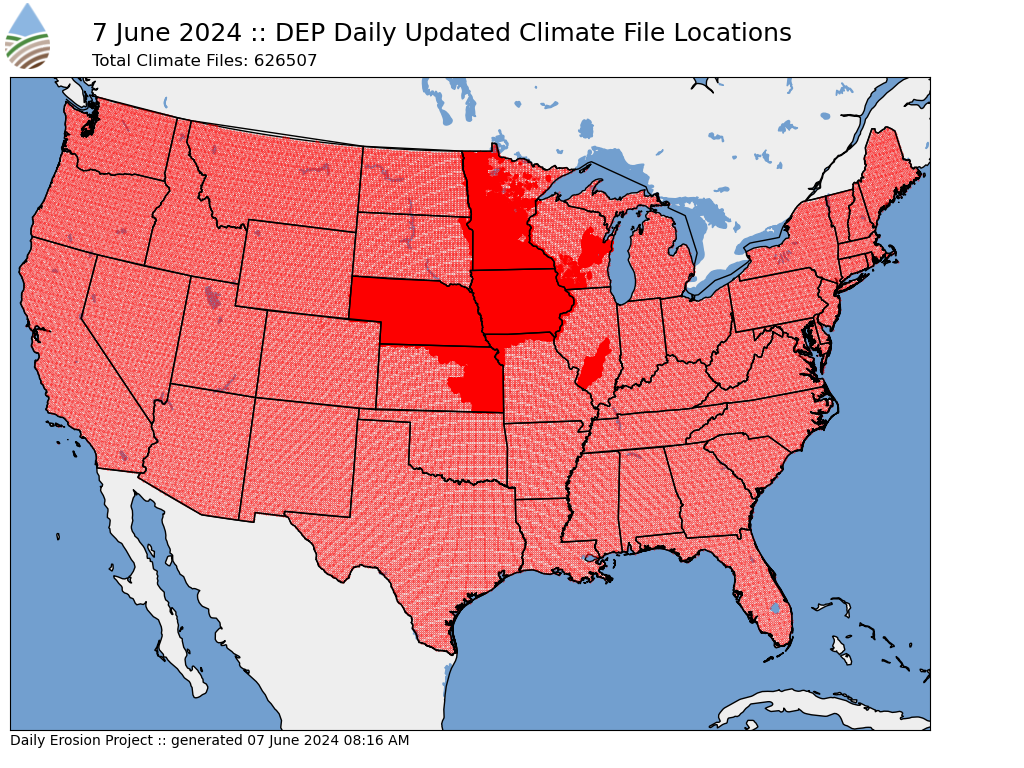 7 June 2024 :: DEP Daily Updated Climate File Locations
Total Climate Files: 626507
Daily Erosion Project :: generated 07 June 2024 08:16 AM